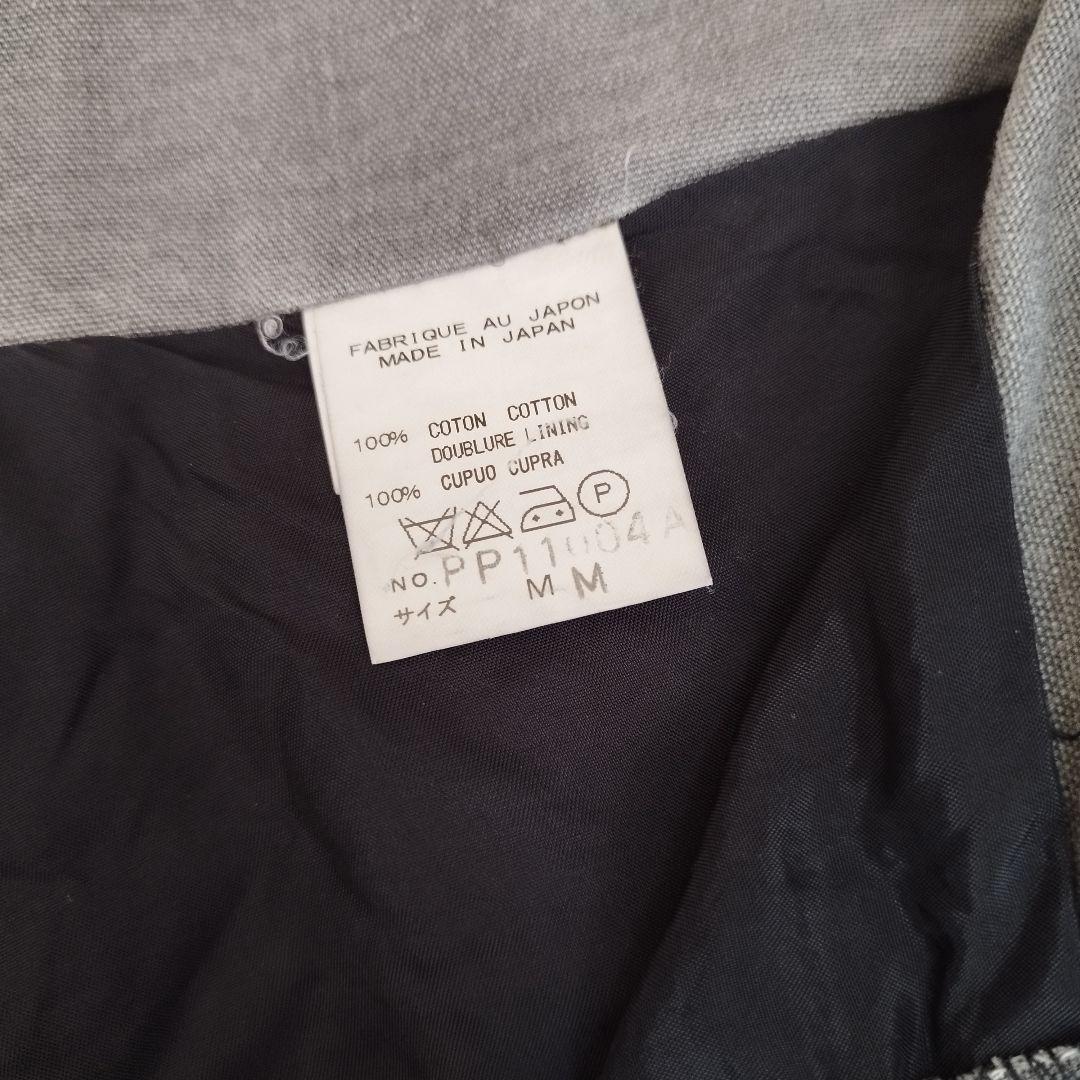 FABRIQUE AU JAPON
MADE IN JAPAN
100% COTON COTTON
DOUBLURE LINING
100% CUPUO CUPRA
P
NO. PP11004A
サイズ M M